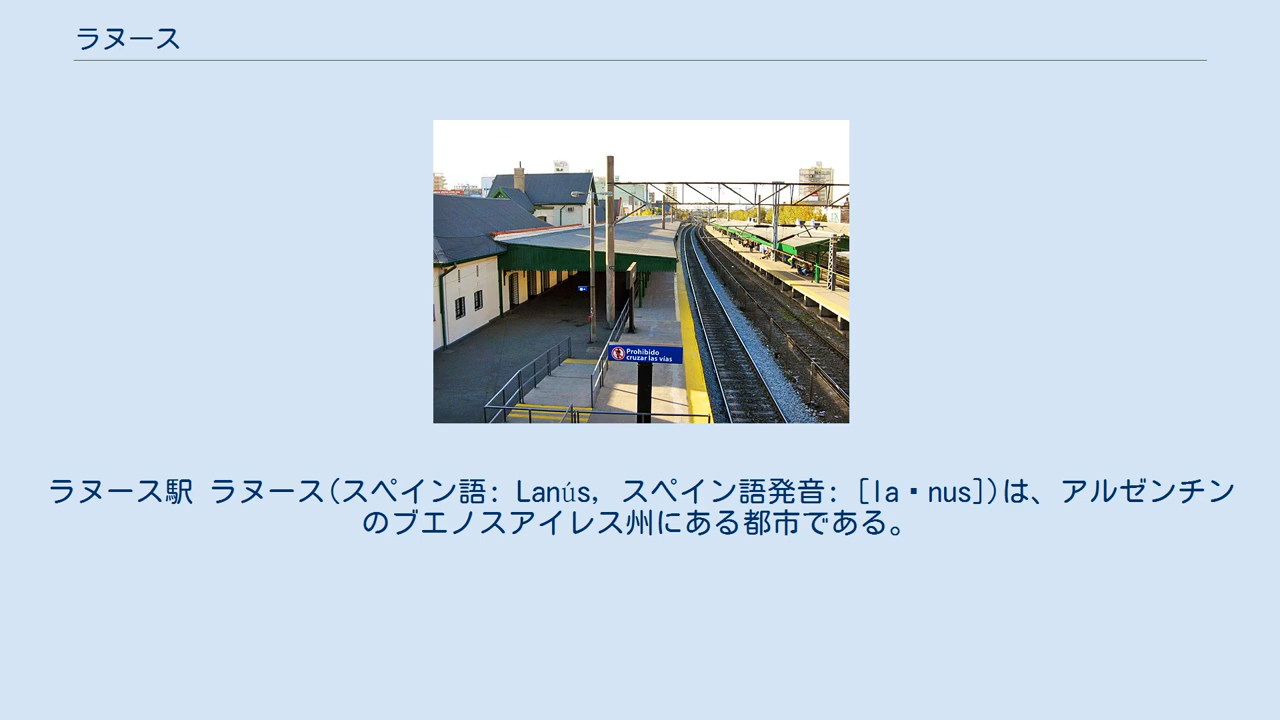 ラヌース
Prohibido
cruzar las vías
ラヌース駅 ラヌース(スペイン語: Lanús, スペイン語発音: [la·nus])は、アルゼンチン
のブエノスアイレス州にある都市である。